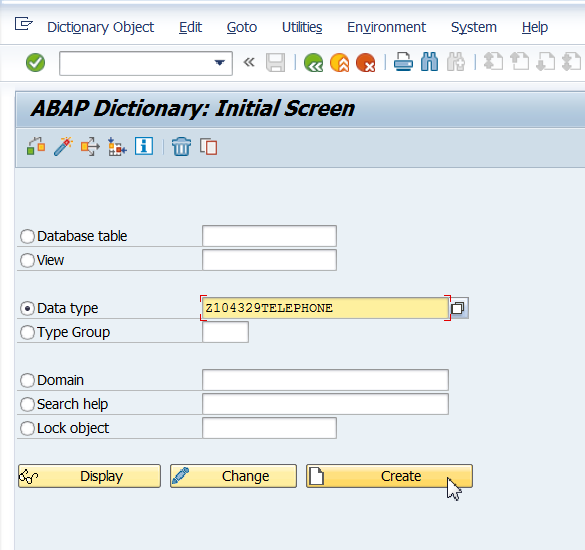 Dictionary Object Edit Goto Utilities Environment System Help
ABAP Dictionary: Initial Screen
Database table
View
Data type Z104329TELEPHONE
Type Group
Domain
Search help
Lock object
Display Change Create